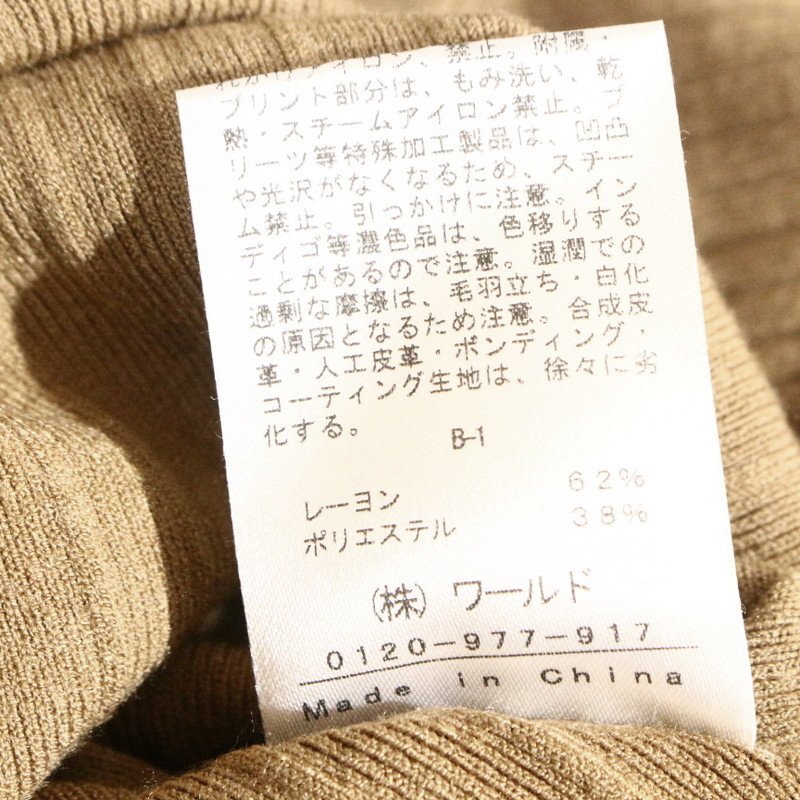 アイロン、禁止。附属・
プリント部分は、もみ洗い、乾
熱・スチームアイロン禁止。プ
リーツ等特殊加工製品は、凹凸
や光沢がなくなるため、スチー
ム禁止。引っかけに注意。イン
ディゴ等濃色品は、色移りする
ことがあるので注意。湿潤での
過剰な摩擦は、毛羽立ち・白化
の原因となるため注意。合成皮
革・人工皮革・ボンディング・
コーティング生地は、徐々に劣
化する。
B-1
レーヨン 62%
ポリエステル 38%
(株)ワールド
0120-977-917
Made in China